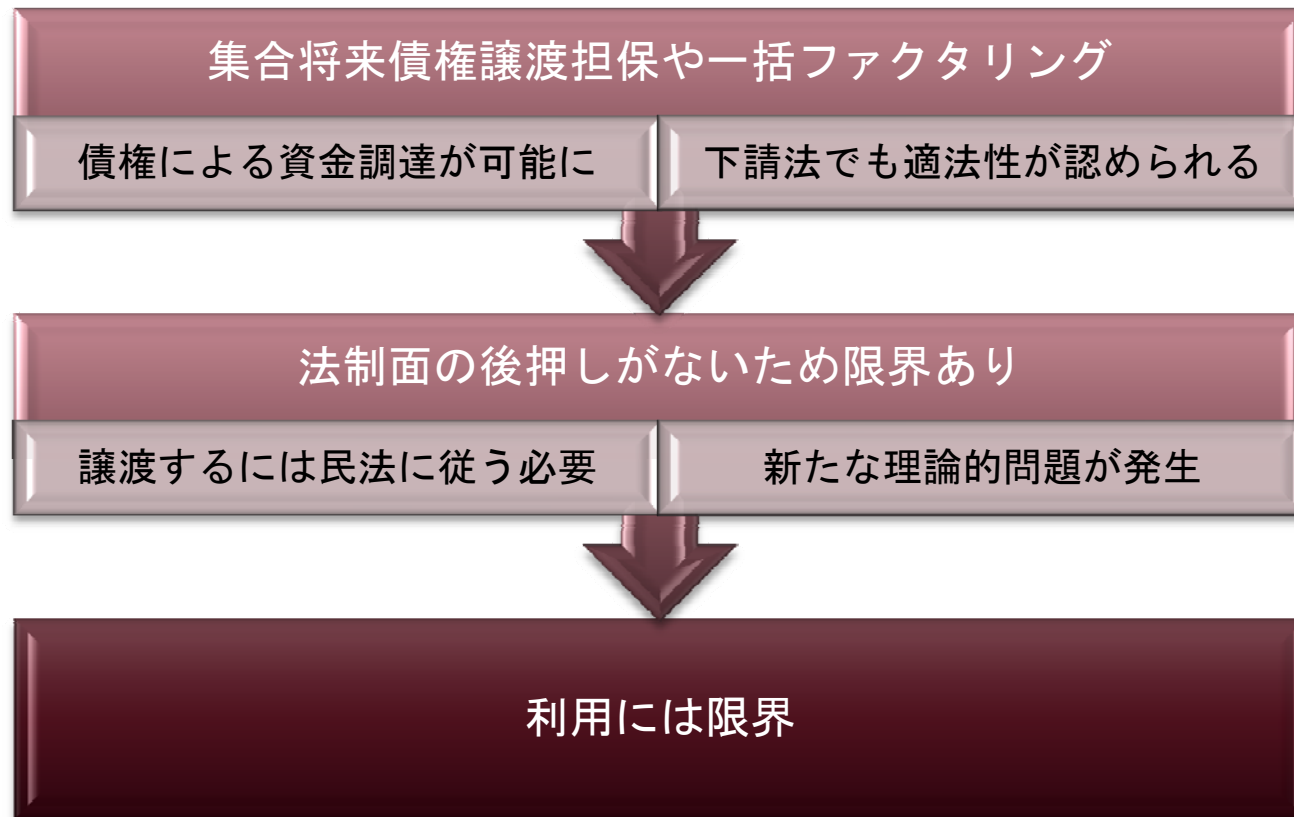 集合将来債権譲渡担保や一括ファクタリング
債権による資金調達が可能に
下請法でも適法性が認められる
法制面の後押しがないため限界あり
譲渡するには民法に従う必要
新たな理論的問題が発生
利用には限界